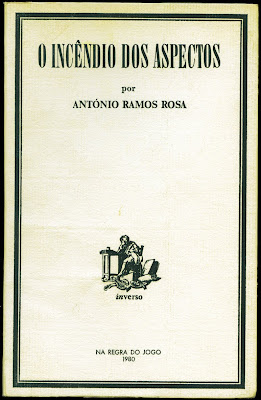 O INCÊNDIO DOS ASPECTOS
por
ANTÓNIO RAMOS ROSA
inverso
NA REGRA DO JOGO
1980